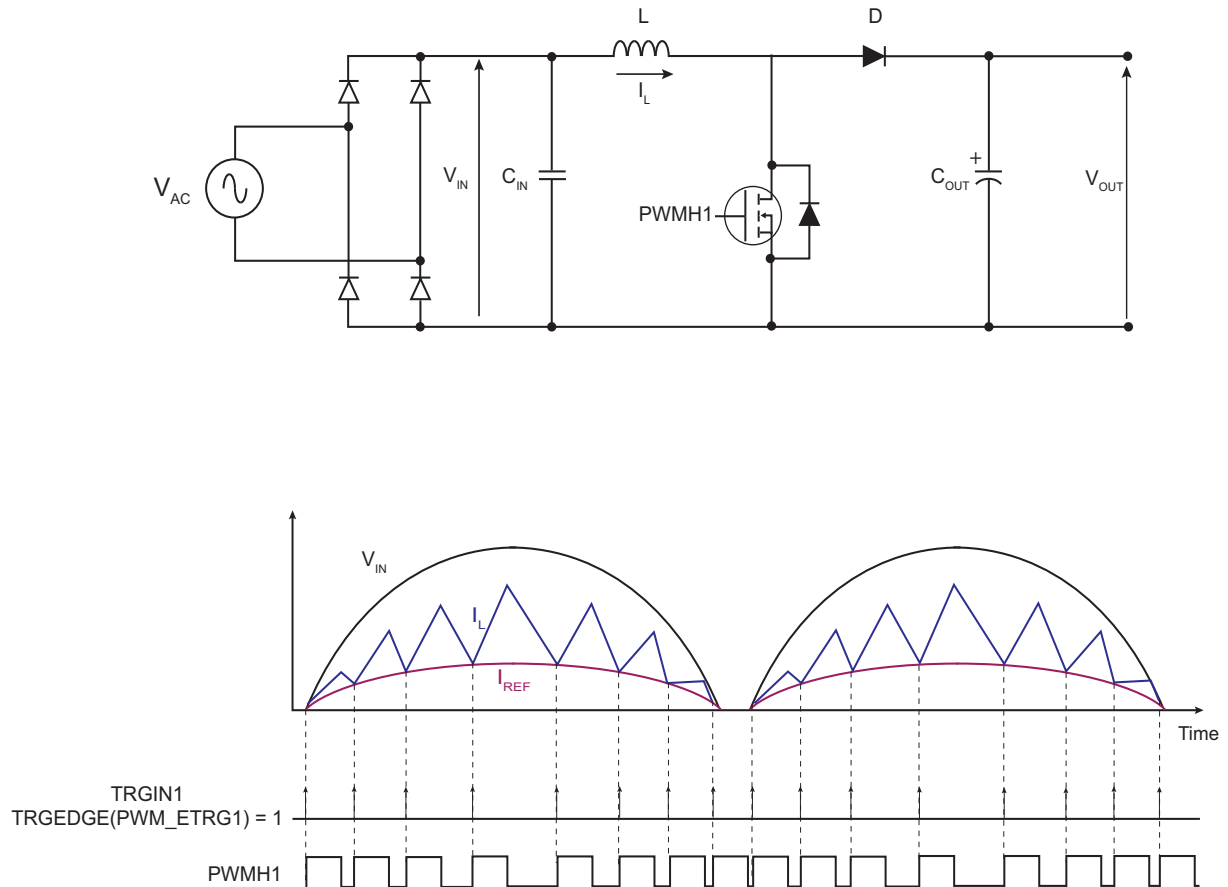 L
D
I_L
V_AC
V_IN
C_IN
PWMH1
+
C_OUT
V_OUT
V_IN
I_L
I_REF
Time
TRGIN1
TRGEDGE(PWM_ETRG1) = 1
PWMH1